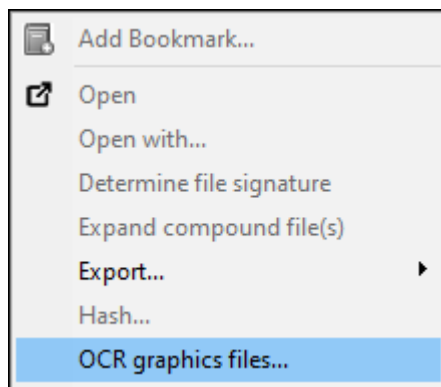 Add Bookmark...
Open
Open with...
Determine file signature
Expand compound file(s)
Export...
Hash...
OCR graphics files...